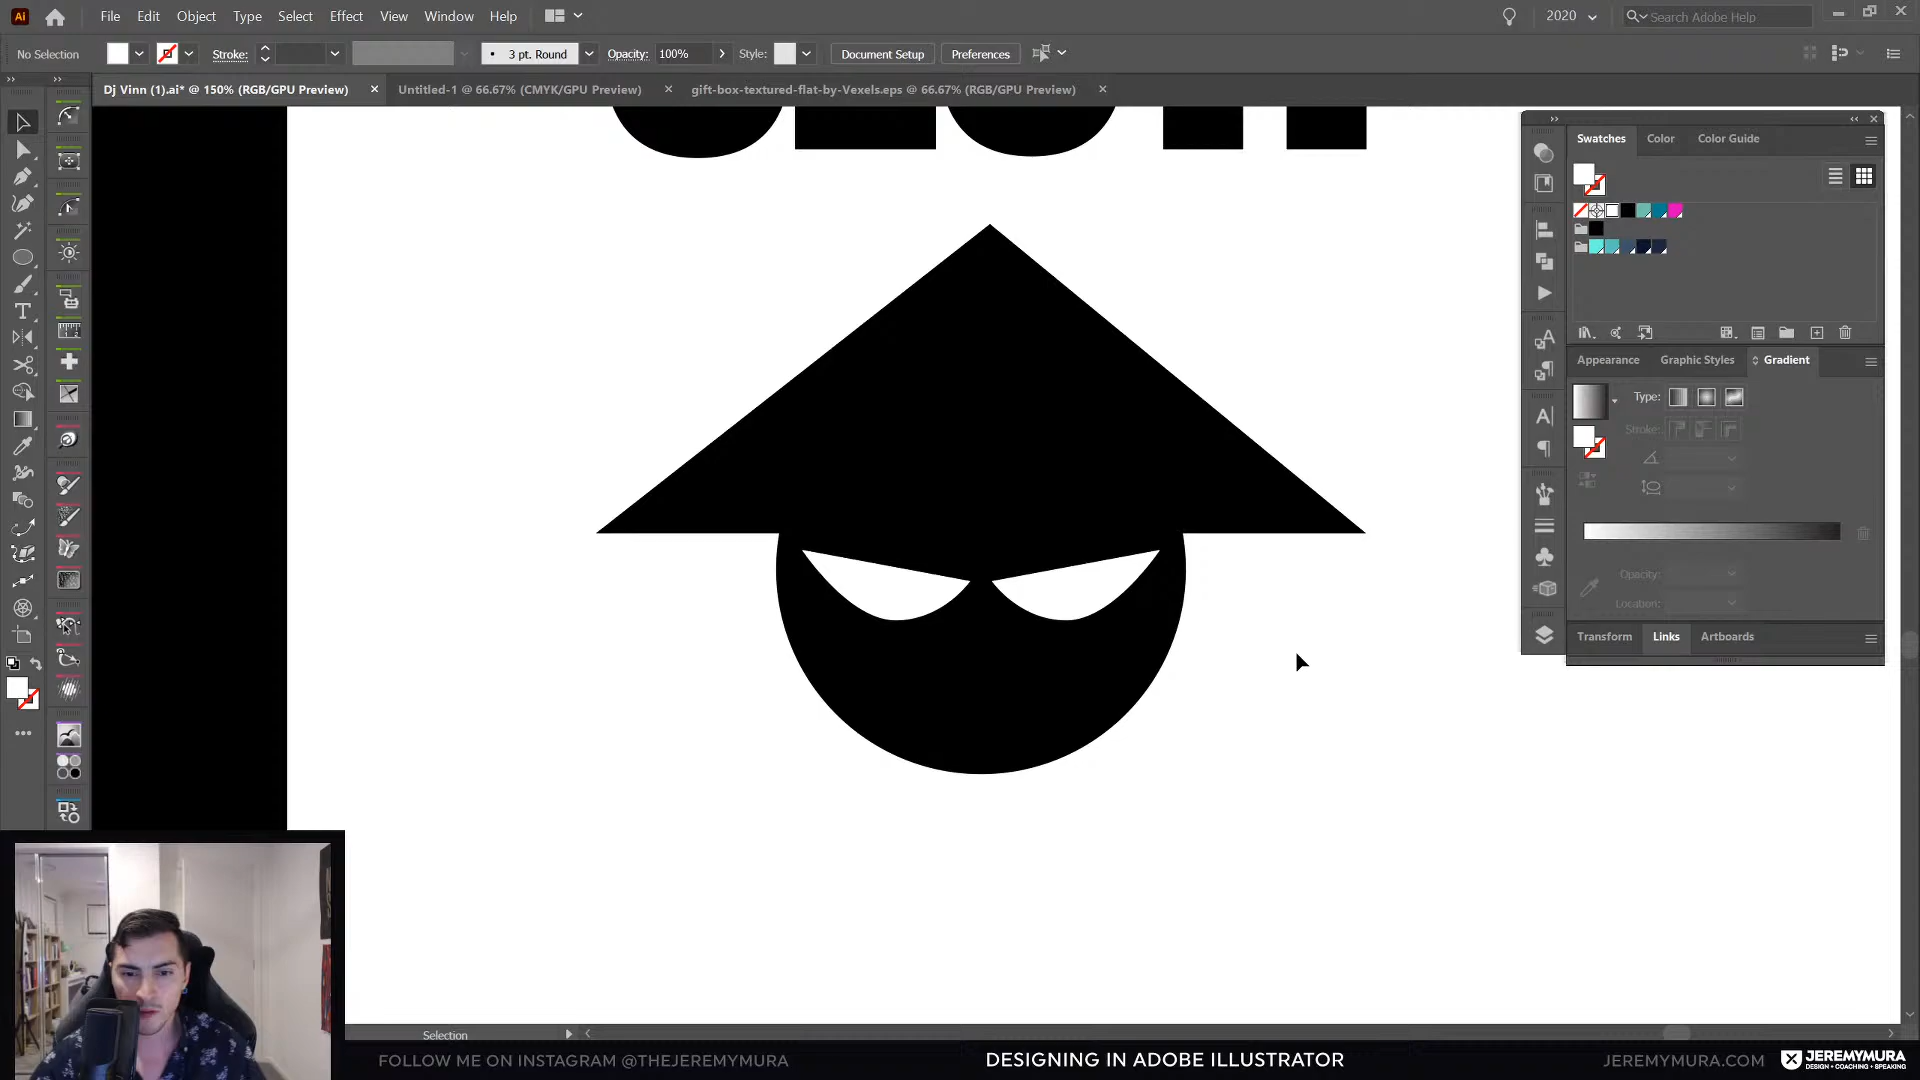 Ai File Edit Object Type Select Effect View Window Help 2020 Search Adobe Help
No Selection Stroke: 3 pt. Round Opacity: 100% Style: Document Setup Preferences
Dj Vinn (1).ai* @ 150% (RGB/GPU Preview) Untitled-1 @ 66.67% (CMYK/GPU Preview) gift-box-textured-flat-by-Vexels.eps @ 66.67% (RGB/GPU Preview)
Swatches Color Color Guide
Appearance Graphic Styles Gradient
Type:
Stroke:
Opacity:
Location:
Transform Links Artboards
Selection
FOLLOW ME ON INSTAGRAM @THEJEREMYMURA DESIGNING IN ADOBE ILLUSTRATOR JEREMYMURA.COM JEREMYMURA
DESIGN • COACHING • SPEAKING